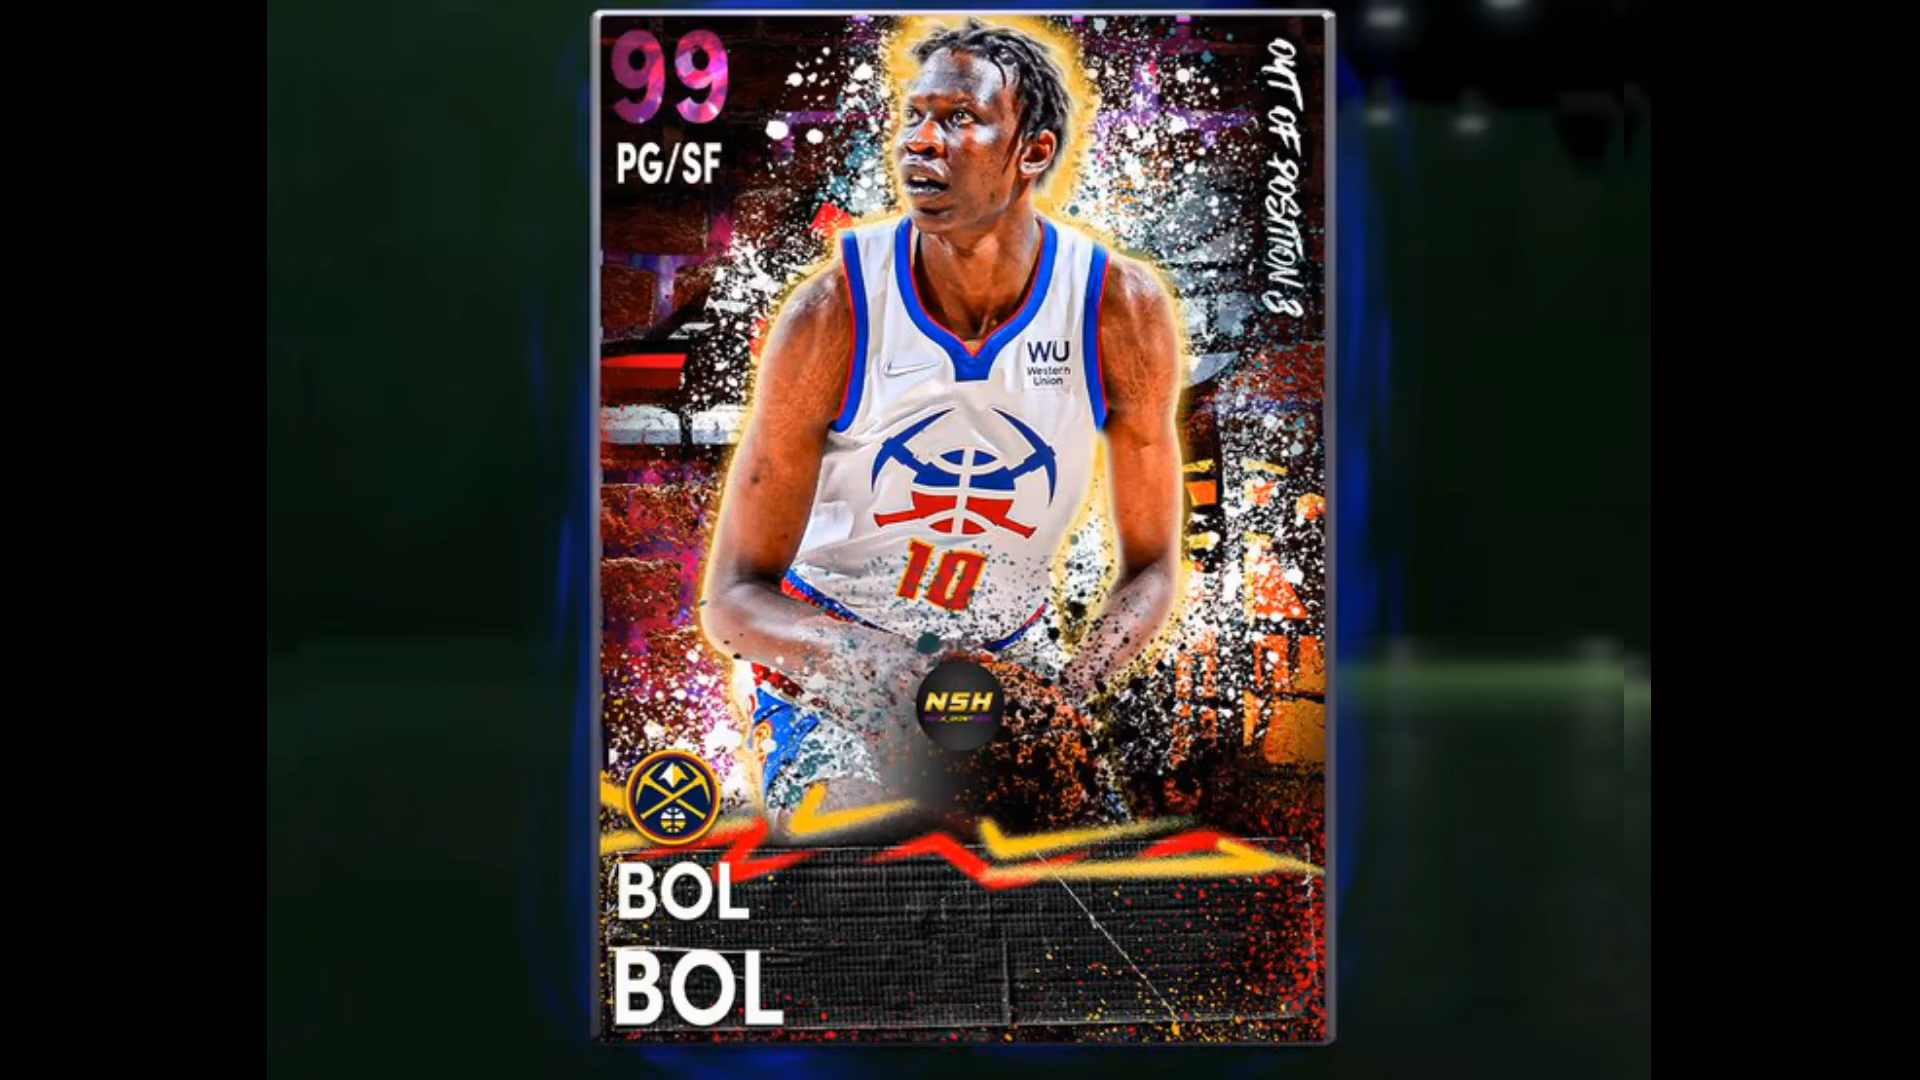 99
PG/SF
OUT OF POSITION 3
WU
Western
Union
10
NSH
BOL
BOL